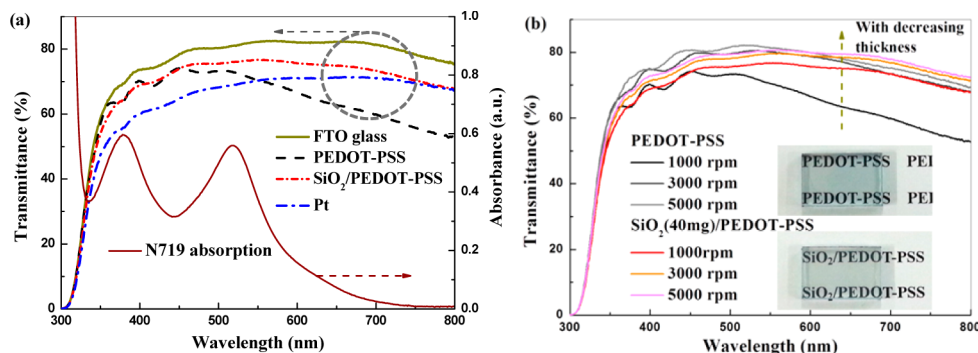 (a)
80
60
40
20
0
Transmittance (%)
300
400
500
600
700
800
Wavelength (nm)
1.0
0.8
0.6
0.4
0.2
0.0
Absorbance (a.u.)
FTO glass
PEDOT-PSS
SiO₂/PEDOT-PSS
Pt
N719 absorption
(b)
100
80
60
40
20
0
Transmittance (%)
300
400
500
600
700
800
Wavelength (nm)
With decreasing
thickness
PEDOT-PSS
1000 rpm
3000 rpm
5000 rpm
SiO₂(40mg)/PEDOT-PSS
1000rpm
3000 rpm
5000 rpm
PEDOT-PSS PEI
PEDOT-PSS PEI
SiO₂/PEDOT-PSS
SiO₂/PEDOT-PSS